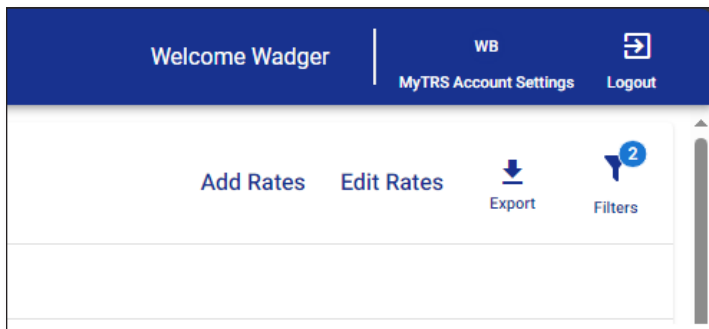 Welcome Wadger
WB
MyTRS Account Settings
Logout
Add Rates
Edit Rates
Export
2
Filters